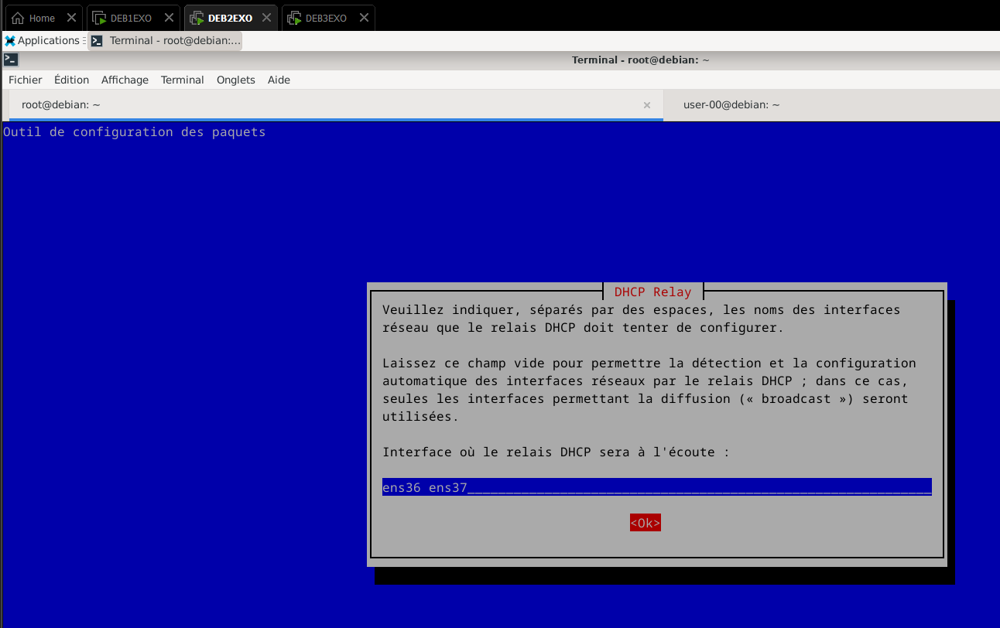 Home
DEB1EXO
DEB2EXO
DEB3EXO
Applications
Terminal - root@debian:...
Terminal - root@debian: ~
Fichier Édition Affichage Terminal Onglets Aide
root@debian: ~
user-00@debian: ~
Outil de configuration des paquets
DHCP Relay
Veuillez indiquer, séparés par des espaces, les noms des interfaces
réseau que le relais DHCP doit tenter de configurer.
Laissez ce champ vide pour permettre la détection et la configuration
automatique des interfaces réseaux par le relais DHCP ; dans ce cas,
seules les interfaces permettant la diffusion (« broadcast ») seront
utilisées.
Interface où le relais DHCP sera à l'écoute :
ens36 ens37
<Ok>